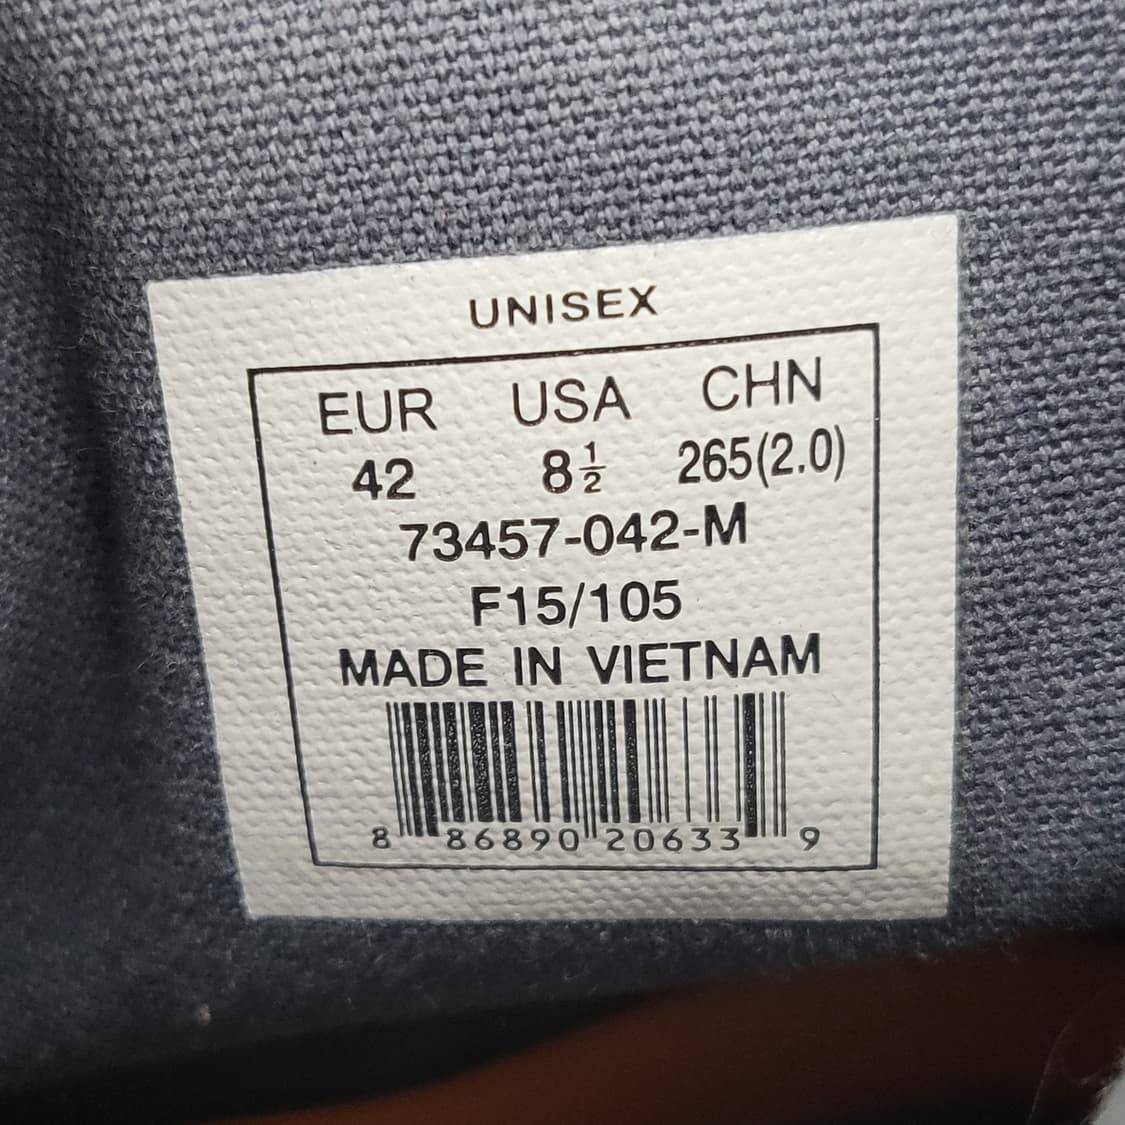 UNISEX
EUR USA CHN
42 8½ 265(2.0)
73457-042-M
F15/105
MADE IN VIETNAM
8 86890 20633 9